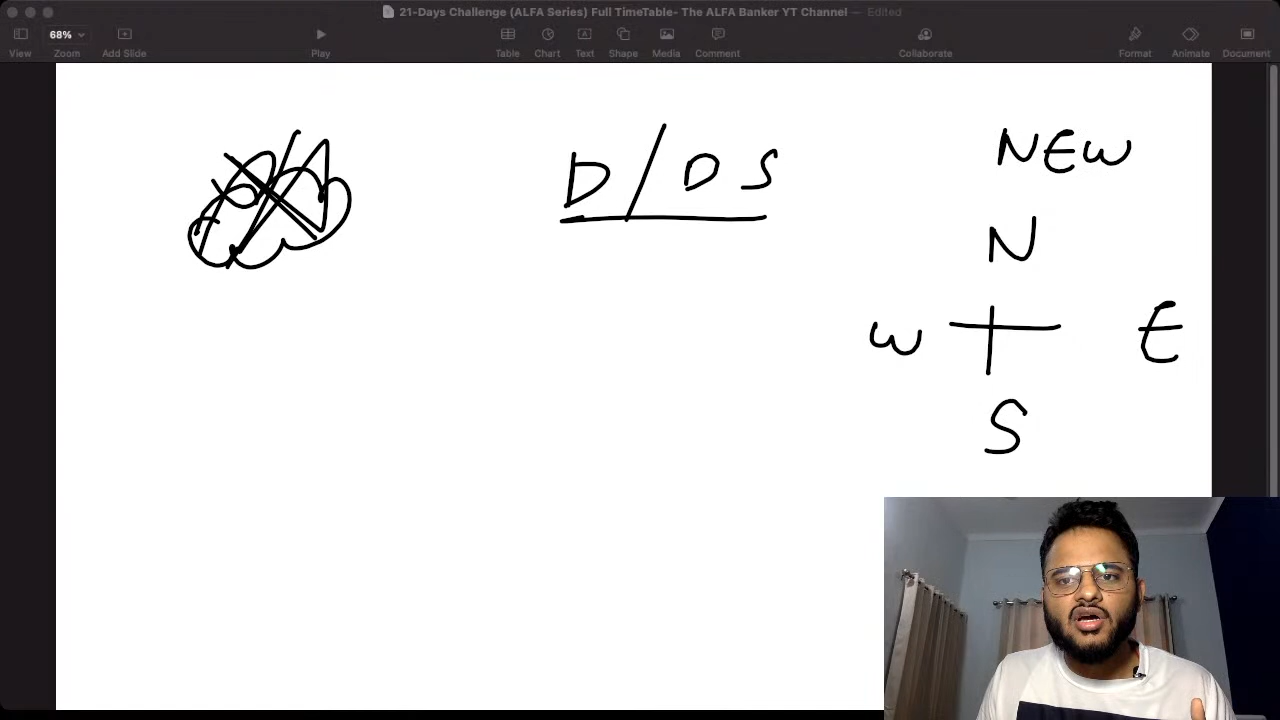 21-Days Challenge (ALFA Series) Full TimeTable- The ALFA Banker YT Channel — Edited
68%
View Zoom Add Slide Play Table Chart Text Shape Media Comment Collaborate Format Animate Document
D/DS
NEW
N
W E
S